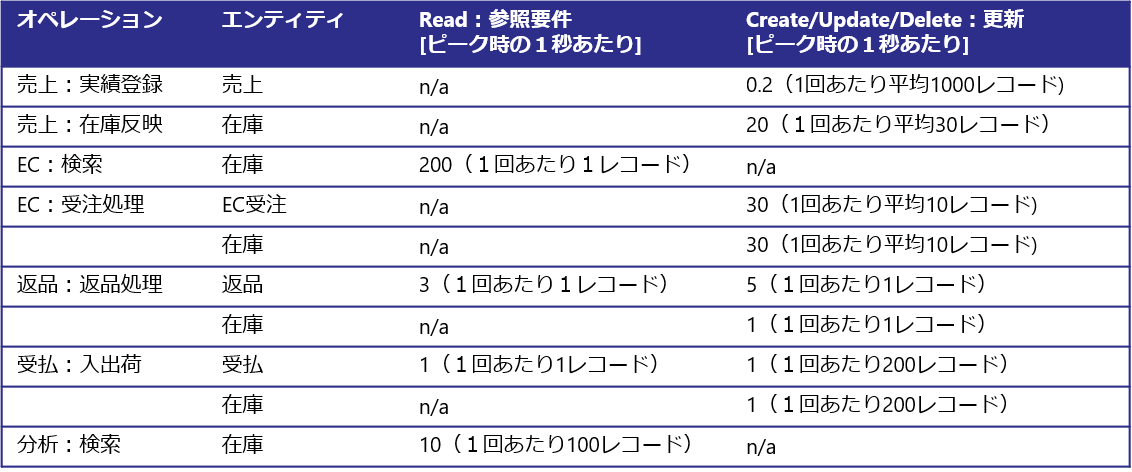 オペレーション エンティティ Read：参照要件 Create/Update/Delete：更新
[ピーク時の１秒あたり] [ピーク時の１秒あたり]
売上：実績登録 売上 n/a 0.2（1回あたり平均1000レコード)
売上：在庫反映 在庫 n/a 20（１回あたり平均30レコード）
EC：検索 在庫 200（１回あたり１レコード） n/a
EC：受注処理 EC受注 n/a 30（1回あたり平均10レコード)
在庫 n/a 30（1回あたり平均10レコード)
返品：返品処理 返品 3（１回あたり１レコード） 5（１回あたり1レコード）
在庫 n/a 1（１回あたり1レコード）
受払：入出荷 受払 1（１回あたり1レコード） 1（１回あたり200レコード）
在庫 n/a 1（１回あたり200レコード）
分析：検索 在庫 10（１回あたり100レコード） n/a